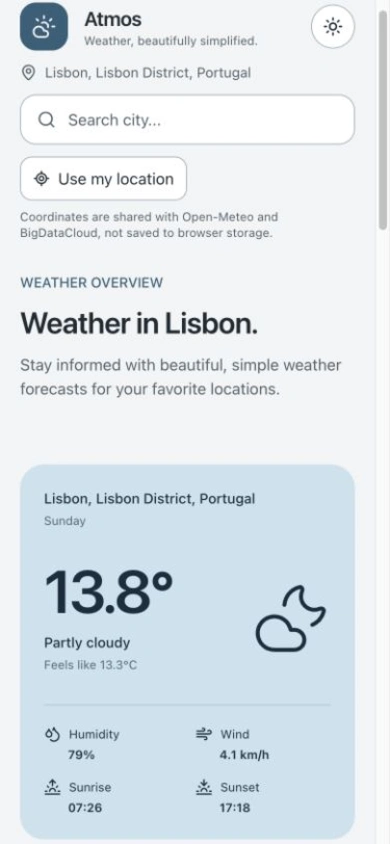 Atmos
Weather, beautifully simplified.
Lisbon, Lisbon District, Portugal
Search city...
Use my location
Coordinates are shared with Open-Meteo and
BigDataCloud, not saved to browser storage.
WEATHER OVERVIEW
Weather in Lisbon.
Stay informed with beautiful, simple weather
forecasts for your favorite locations.
Lisbon, Lisbon District, Portugal
Sunday
13.8°
Partly cloudy
Feels like 13.3°C
Humidity
79%
Wind
4.1 km/h
Sunrise
07:26
Sunset
17:18